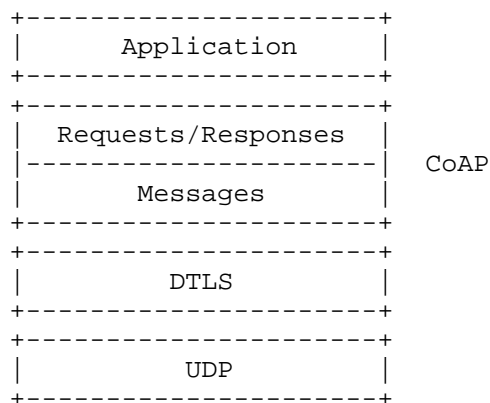 Application
Requests/Responses
CoAP
Messages
DTLS
UDP